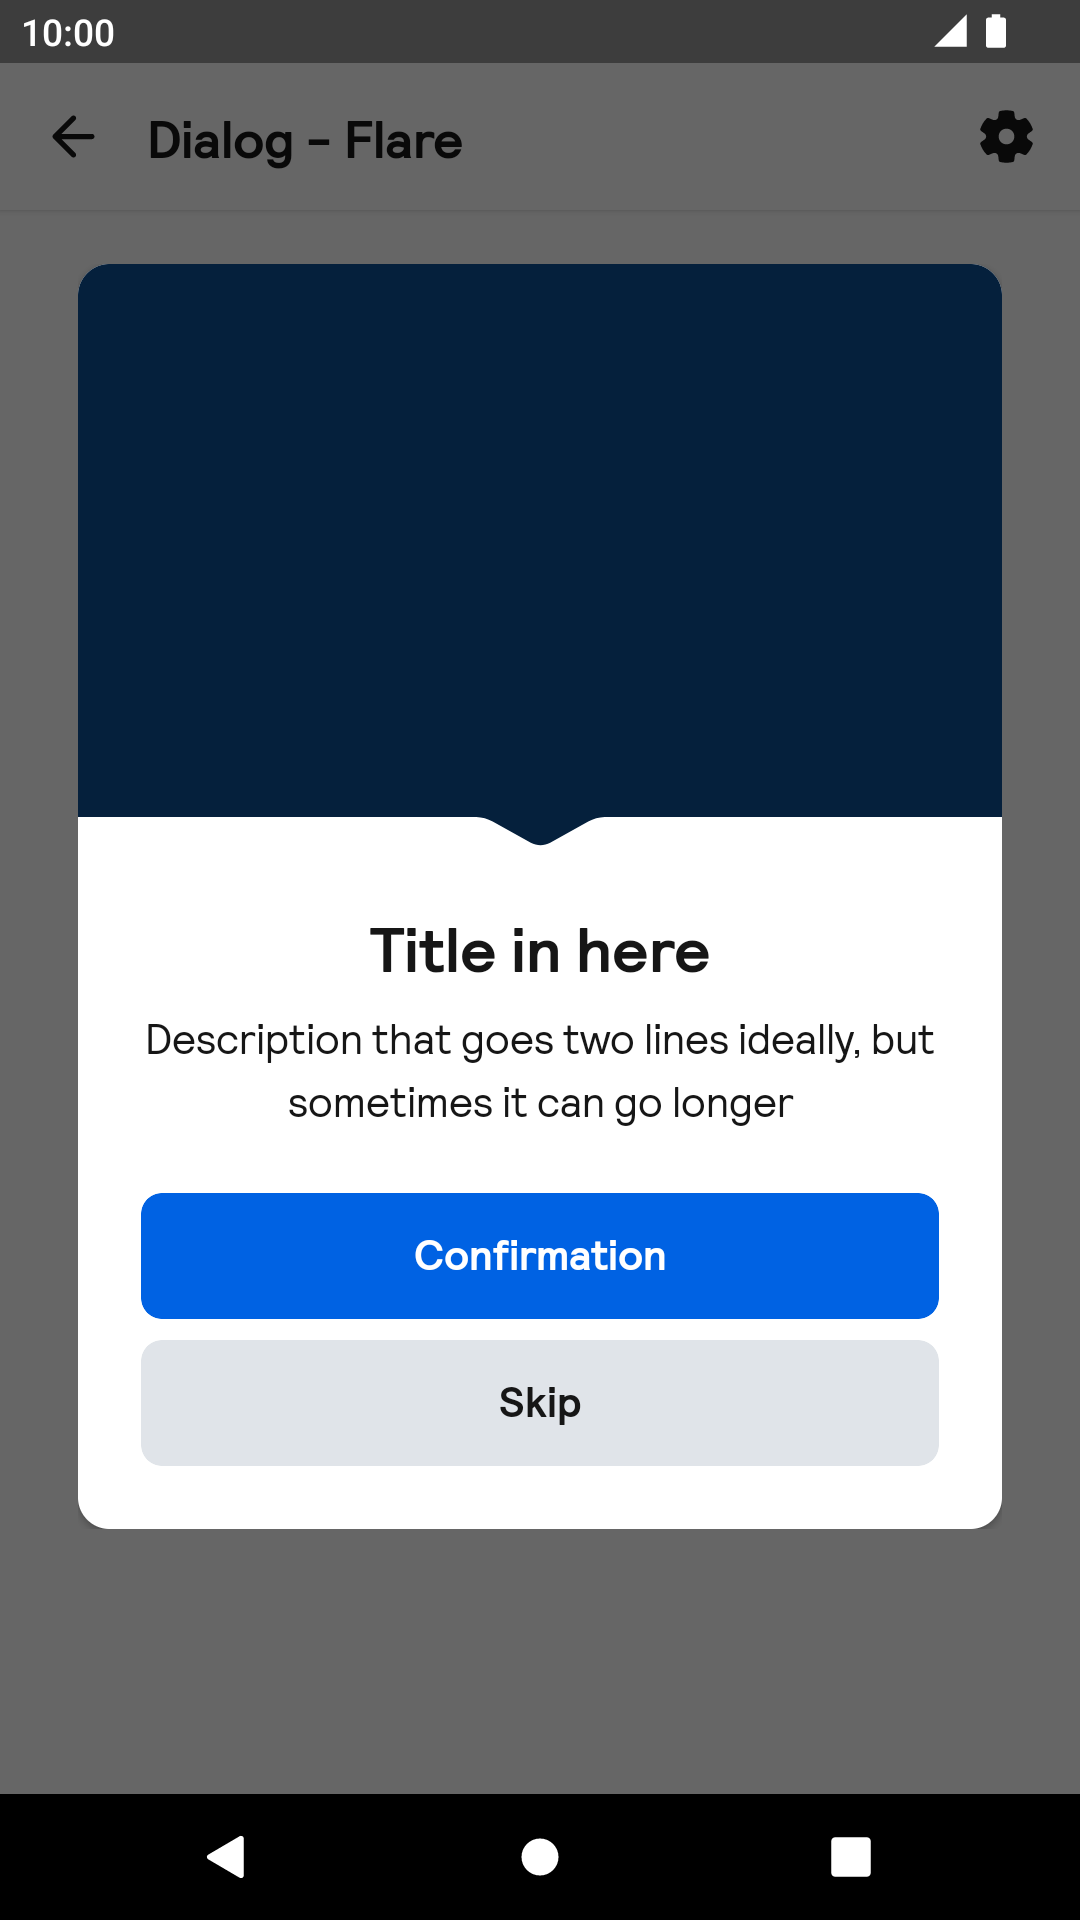 10:00
Dialog - Flare
Title in here
Description that goes two lines ideally, but
sometimes it can go longer
Confirmation
Skip